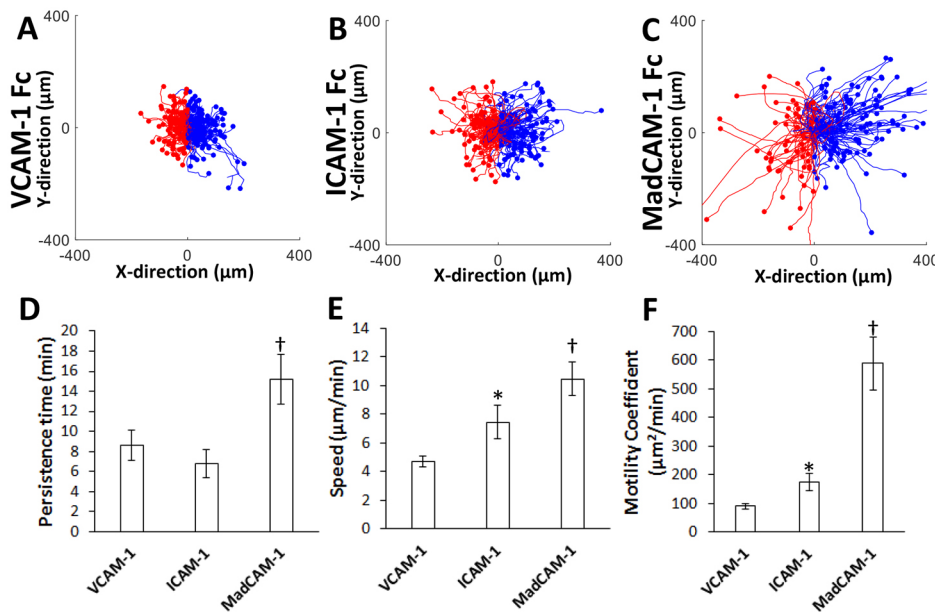 A
VCAM-1 Fc
Y-direction (µm)
400
0
-400
-400
0
400
X-direction (µm)
B
ICAM-1 Fc
Y-direction (µm)
400
0
-400
-400
0
400
X-direction (µm)
C
MadCAM-1 Fc
Y-direction (µm)
400
0
-400
-400
0
400
X-direction (µm)
D
Persistence time (min)
20
18
16
14
12
10
8
6
4
2
0
†
VCAM-1
ICAM-1
MadCAM-1
E
Speed (µm/min)
14
12
10
8
6
4
2
0
*
†
VCAM-1
ICAM-1
MadCAM-1
F
Motility Coeffident
(µm²/min)
700
600
500
400
300
200
100
0
*
†
VCAM-1
ICAM-1
MadCAM-1